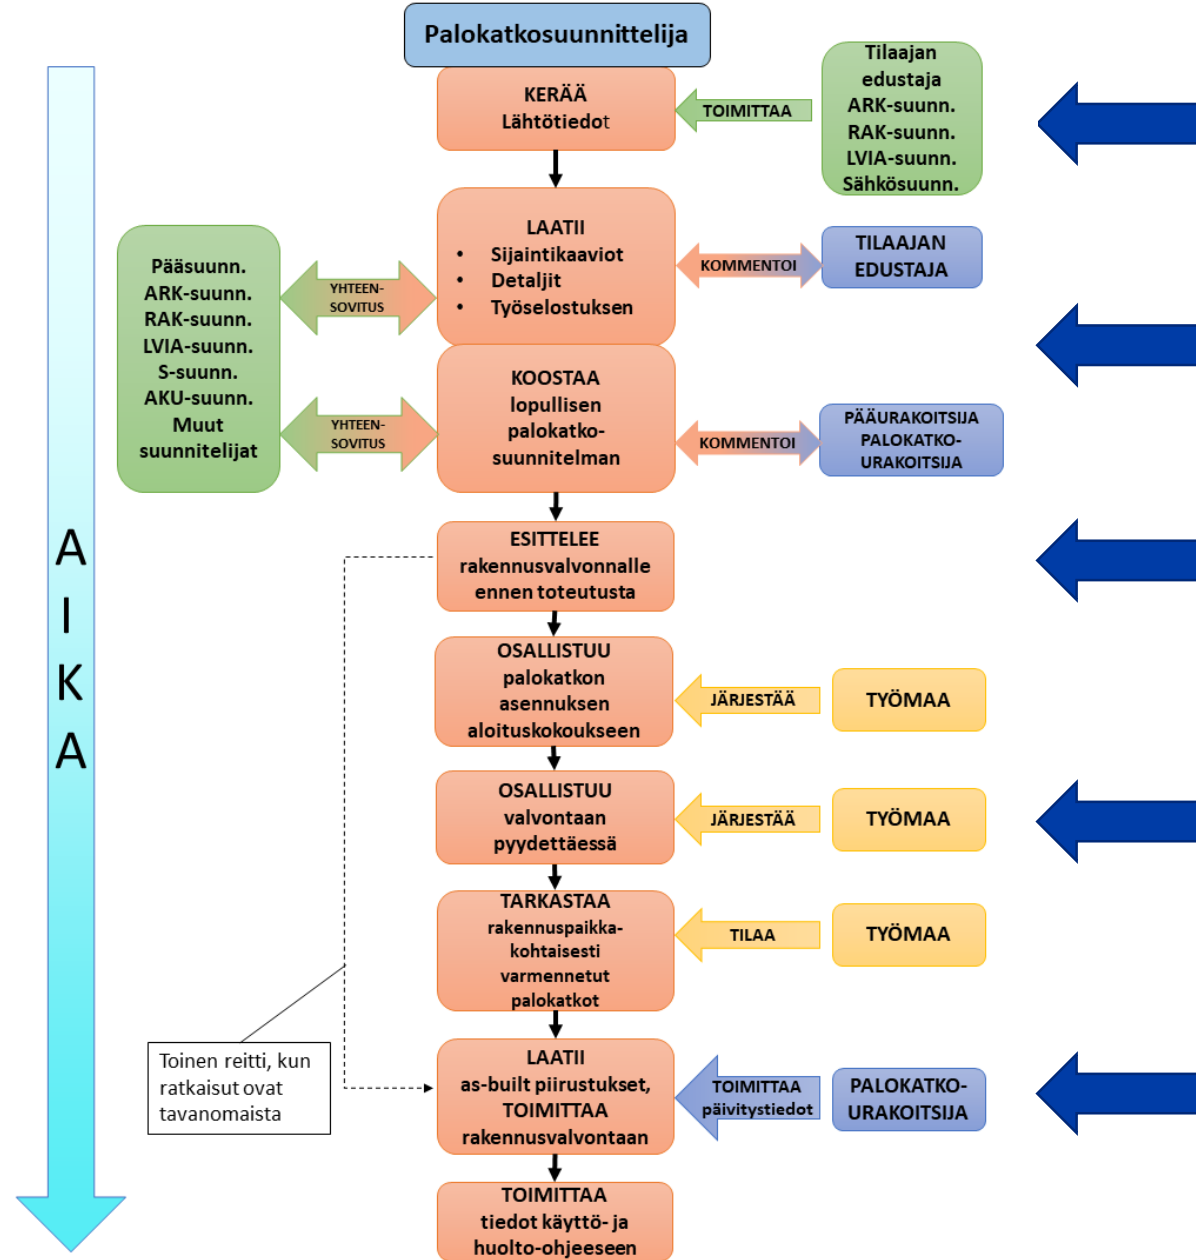 Palokatkosuunnittelija
KERÄÄ
Lähtötiedot
TOIMITTAA
Tilaajan
edustaja
ARK-suunn.
RAK-suunn.
LVIA-suunn.
Sähkösuunn.
LAATII
• Sijaintikaaviot
• Detaljit
• Työselostuksen
KOMMENTOI
TILAAJAN
EDUSTAJA
YHTEEN-
SOVITUS
Pääsuunn.
ARK-suunn.
RAK-suunn.
LVIA-suunn.
S-suunn.
AKU-suunn.
Muut
suunnitelijat
KOOSTAA
lopullisen
palokatko-
suunnitelman
YHTEEN-
SOVITUS
KOMMENTOI
PÄÄURAKOITSIJA
PALOKATKO-
URAKOITSIJA
ESITTELEE
rakennusvalvonnalle
ennen toteutusta
A
I
K
A
OSALLISTUU
palokatkon
asennuksen
aloituskokoukseen
JÄRJESTÄÄ
TYÖMAA
OSALLISTUU
valvontaan
pyydettäessä
JÄRJESTÄÄ
TYÖMAA
TARKASTAA
rakennuspaikka-
kohtaisesti
varmennetut
palokatkot
TILAA
TYÖMAA
Toinen reitti, kun
ratkaisut ovat
tavanomaista
LAATII
as-built piirustukset,
TOIMITTAA
rakennusvalvontaan
TOIMITTAA
päivitystiedot
PALOKATKO-
URAKOITSIJA
TOIMITTAA
tiedot käyttö- ja
huolto-ohjeeseen